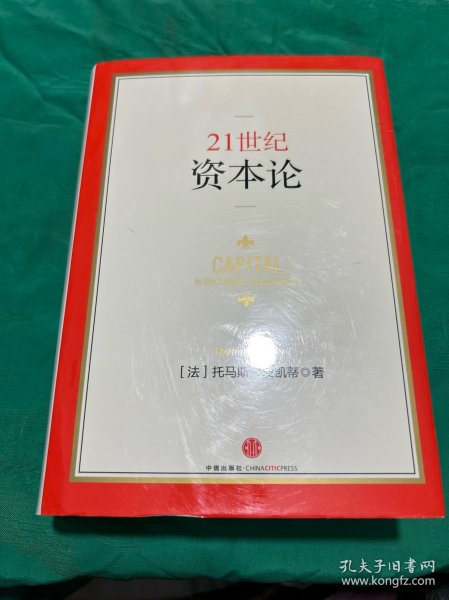 21世纪
资本论
CAPITAL
[法]托马斯·皮凯蒂◎著
中信出版社·CHINACITICPRESS
孔夫子旧书网
www.kongfz.com